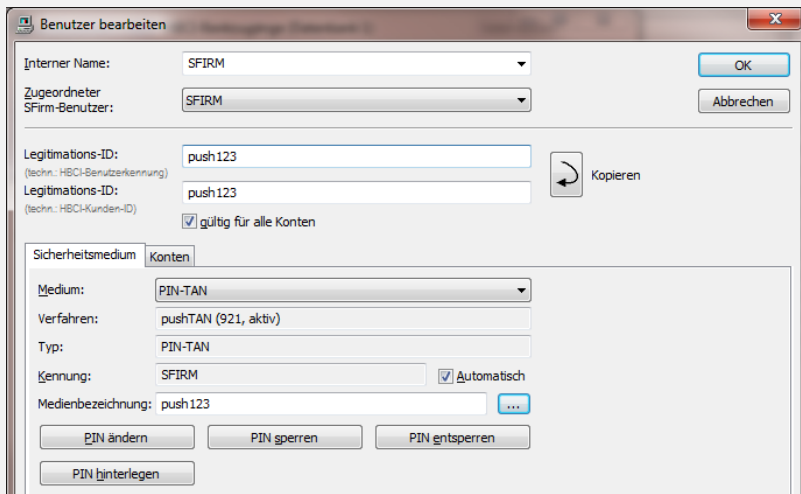 Benutzer bearbeiten
Interner Name: SFIRM
OK
Zugeordneter
SFirm-Benutzer: SFIRM
Abbrechen
Legitimations-ID: push123
(techn.: HBCI-Benutzerkennung)
Kopieren
Legitimations-ID: push123
(techn.: HBCI-Kunden-ID)
gültig für alle Konten
Sicherheitsmedium Konten
Medium: PIN-TAN
Verfahren: pushTAN (921, aktiv)
Typ: PIN-TAN
Kennung: SFIRM Automatisch
Medienbezeichnung: push123 ...
PIN ändern PIN sperren PIN entsperren
PIN hinterlegen